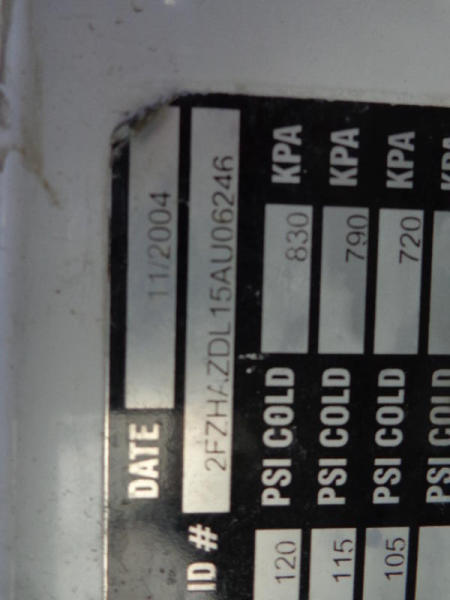 DATE 11/2004
ID # 2FZHAZDL15AU06246
120 PSI COLD 830 KPA
115 PSI COLD 790 KPA
105 PSI COLD 720 KPA
PSI COLD